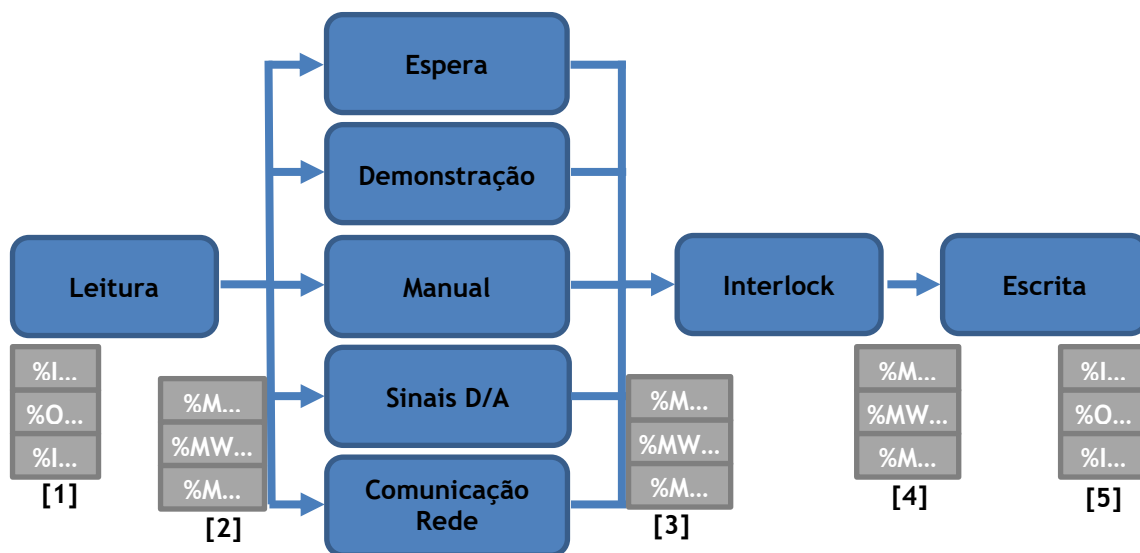 Espera
Demonstração
Leitura
Manual
Interlock
Escrita
Sinais D/A
Comunicação
Rede
%I...
%O...
%I...
[1]
%M...
%MW...
%M...
[2]
%M...
%MW...
%M...
[3]
%M...
%MW...
%M...
[4]
%I...
%O...
%I...
[5]